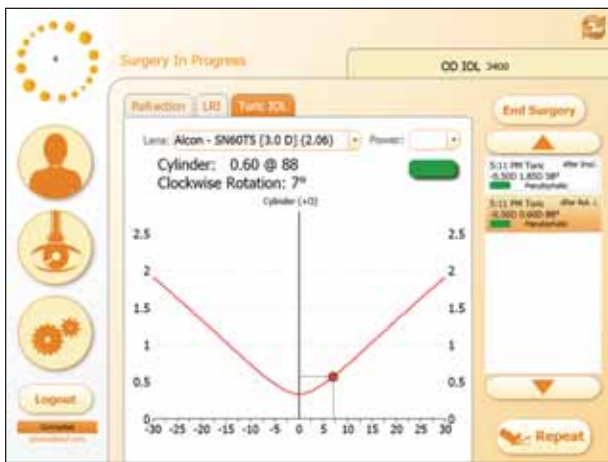 Surgery In Progress
OD IOL 3400
Refraction LRI Toric IOL
End Surgery
Lens: Alcon - SN60T5 [3.0 D] (2.06) Power:
Cylinder: 0.60 @ 88
Clockwise Rotation: 7°
Cylinder (+D)
5:11 PM Toric
-0.50D 1.85D 58°
Pseudophakic
5:11 PM Toric
-0.50D 0.60D 88°
Pseudophakic
2.5 2.5
2 2
1.5 1.5
1 1
0.5 0.5
0 0
-30 -25 -20 -15 -10 -5 0 5 10 15 20 25 30
Logout
Repeat